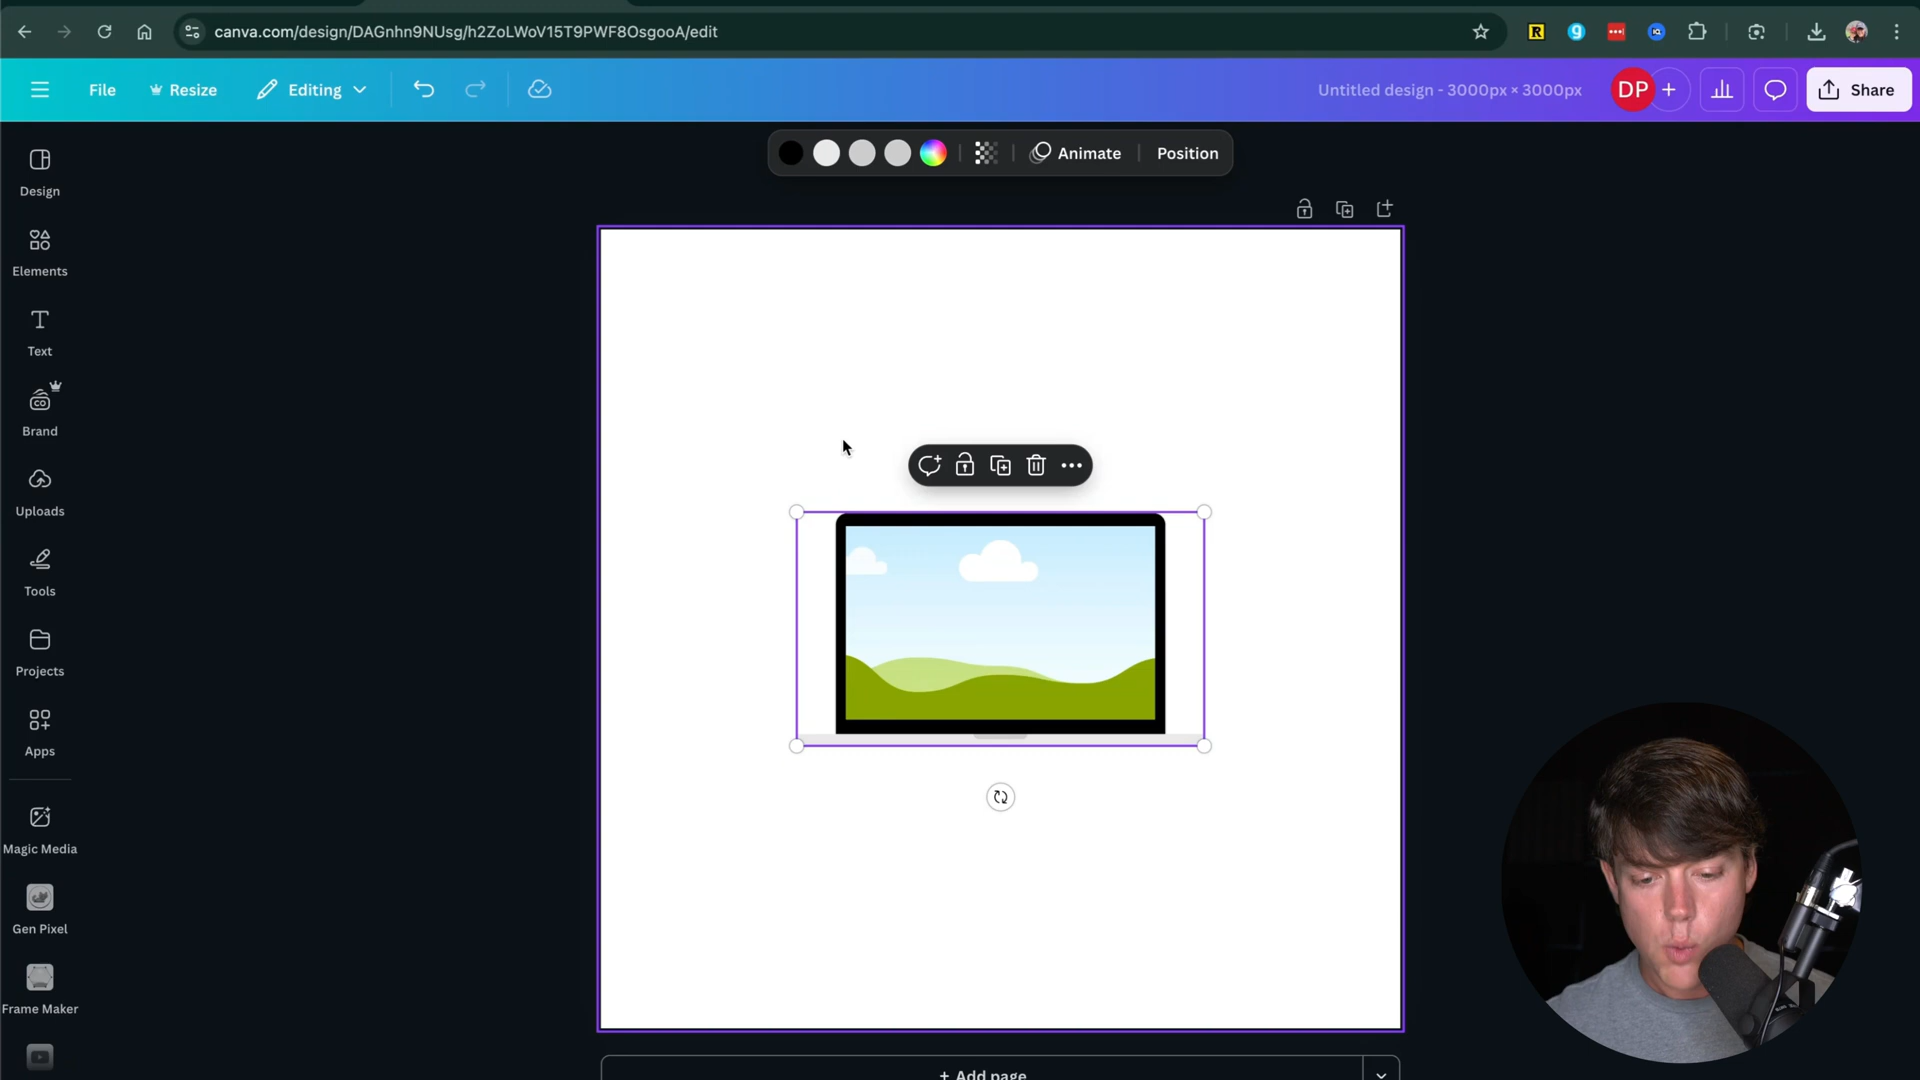 canva.com/design/DAGnhn9NUsg/h2ZoLWoV15T9PWF8OsgooA/edit
File
Resize
Editing
Untitled design - 3000px × 3000px
DP
Share
Animate
Position
Design
Elements
Text
Brand
Uploads
Tools
Projects
Apps
Magic Media
Gen Pixel
Frame Maker
+ Add page